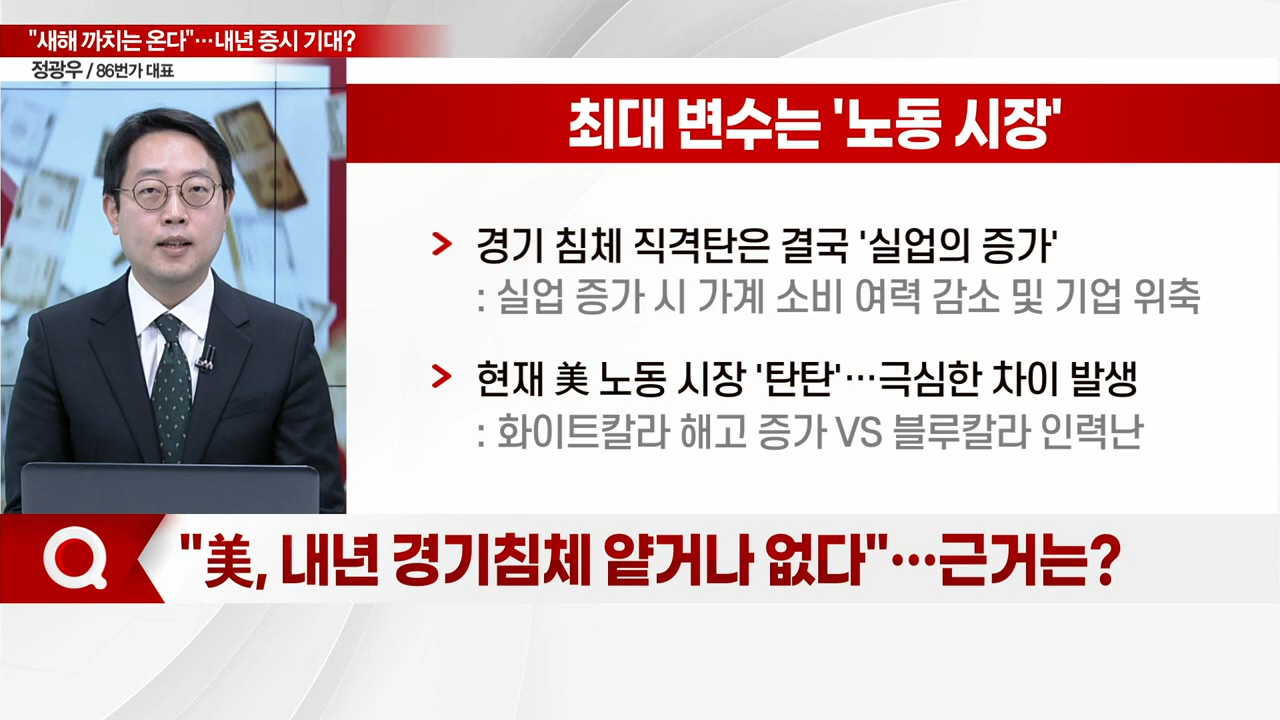 "새해 까치는 온다"…내년 증시 기대?
정광우 / 86번가 대표
최대 변수는 '노동 시장'
> 경기 침체 직격탄은 결국 '실업의 증가'
: 실업 증가 시 가계 소비 여력 감소 및 기업 위축
> 현재 美 노동 시장 '탄탄'…극심한 차이 발생
: 화이트칼라 해고 증가 VS 블루칼라 인력난
Q "美, 내년 경기침체 얕거나 없다"…근거는?